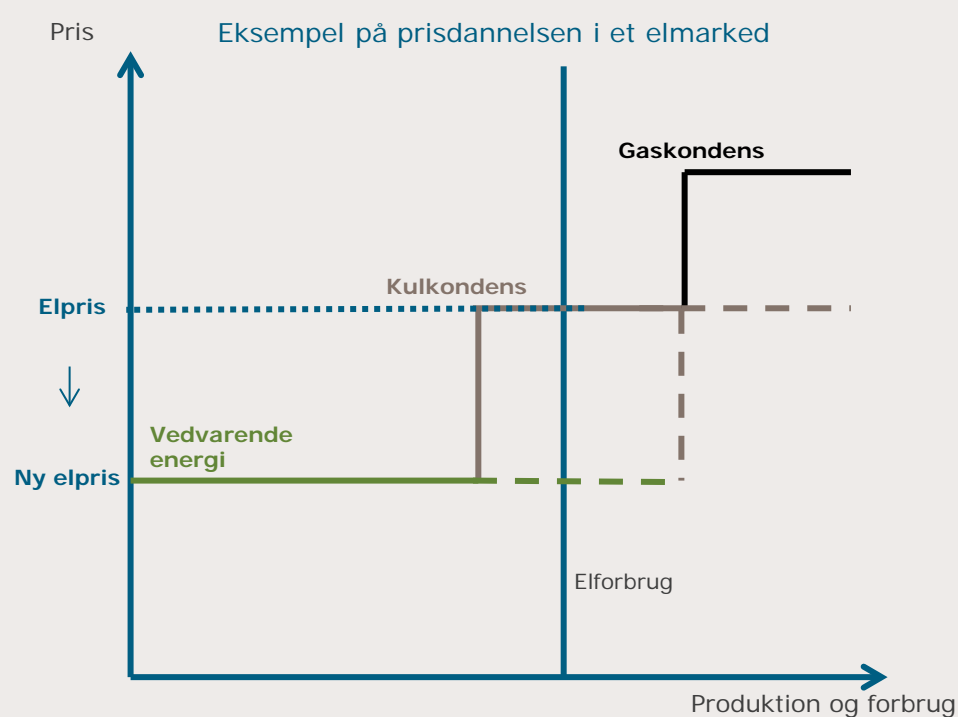 Pris
Eksempel på prisdannelsen i et elmarked
Gaskondens
Kulkondens
Elpris
Vedvarende
energi
Ny elpris
Elforbrug
Produktion og forbrug